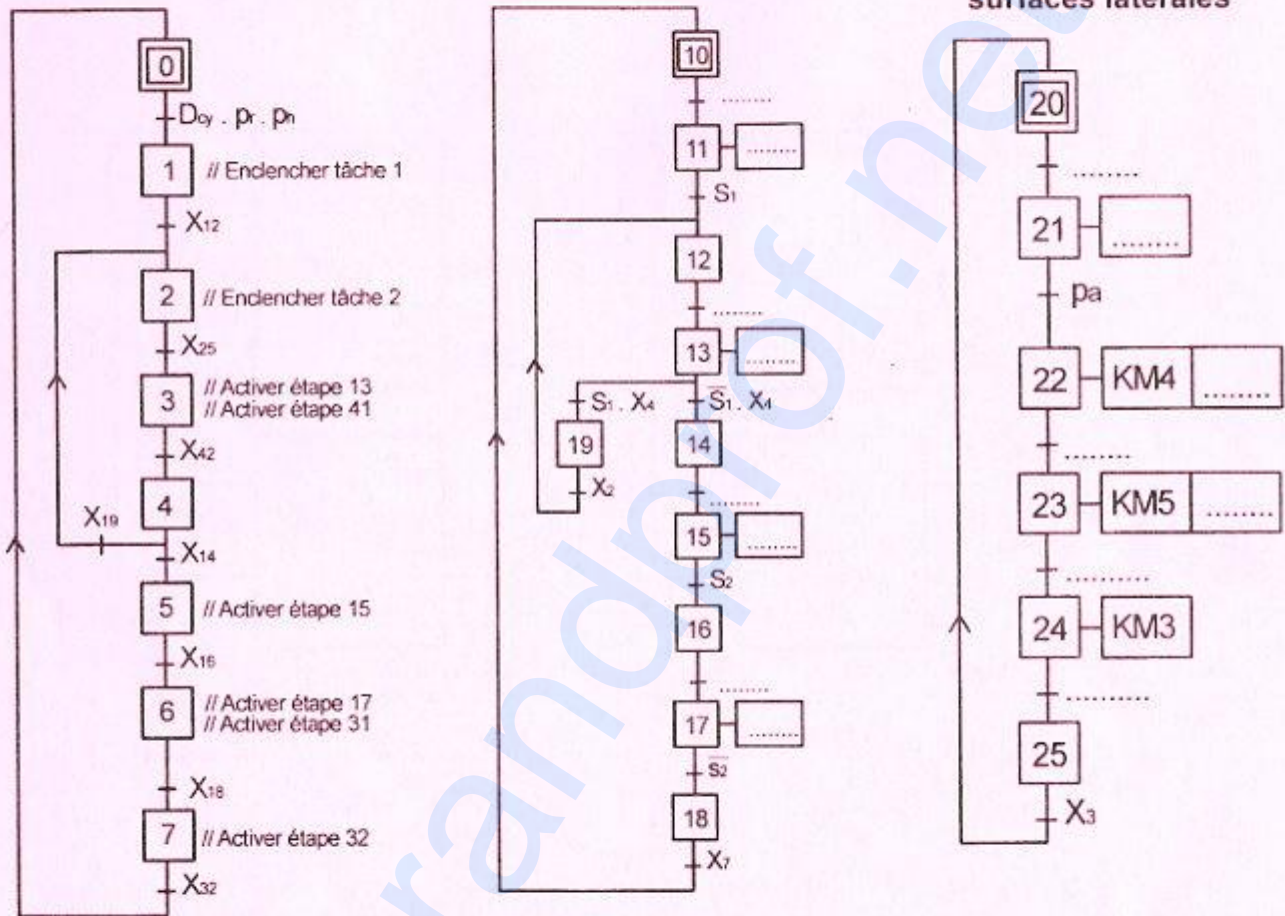 surfaces latérales
0
Dcy . pr . ph
1 // Enclencher tâche 1
X12
2 // Enclencher tâche 2
X25
3 // Activer étape 13
// Activer étape 41
X42
4
X19
X14
5 // Activer étape 15
X16
6 // Activer étape 17
// Activer étape 31
X18
7 // Activer étape 32
X32
10
........
11 ........
S1
12
........
13 ........
S1 . X4
S̅1 . X4
19
14
X2
........
15 ........
S2
16
........
17 ........
S̅2
18
X7
20
........
21 ........
pa
22 KM4 ........
........
23 KM5 ........
........
24 KM3
........
25
X3
randprof.net